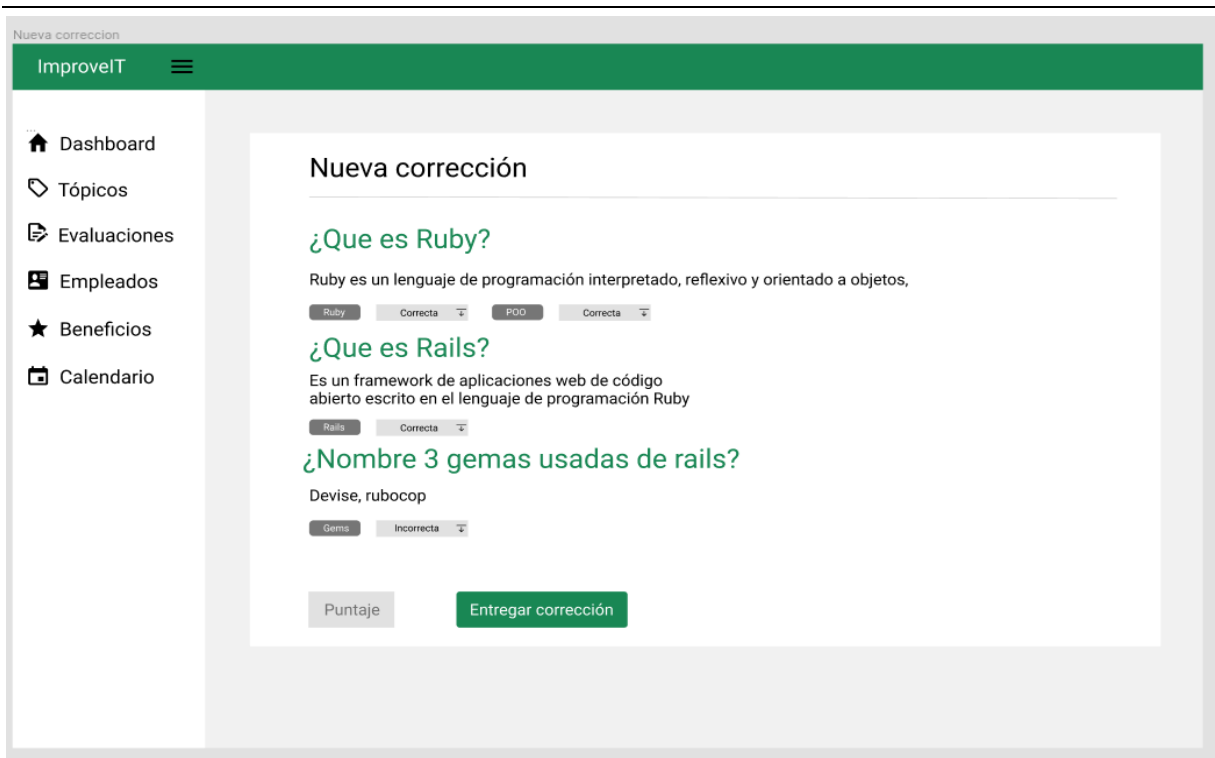 Nueva correccion
ImproveIT
Dashboard
Tópicos
Evaluaciones
Empleados
Beneficios
Calendario
Nueva corrección
¿Que es Ruby?
Ruby es un lenguaje de programación interpretado, reflexivo y orientado a objetos,
Ruby Correcta POO Correcta
¿Que es Rails?
Es un framework de aplicaciones web de código
abierto escrito en el lenguaje de programación Ruby
Rails Correcta
¿Nombre 3 gemas usadas de rails?
Devise, rubocop
Gems Incorrecta
Puntaje Entregar corrección